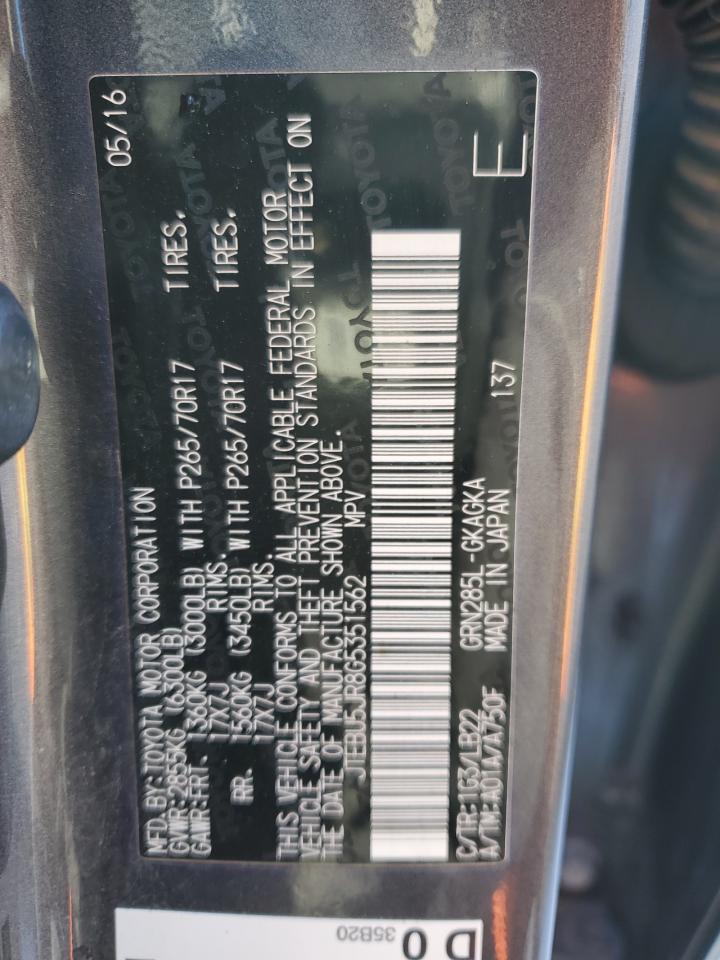 MFD.BY:TOYOTA MOTOR CORPORATION 05/16
GVWR:2855KG (6300LB)
GAWR:FRT. 1360KG (3000LB) WITH P265/70R17 TIRES.
17X7J RIMS.
RR. 1560KG (3450LB) WITH P265/70R17 TIRES.
17X7J RIMS.
THIS VEHICLE CONFORMS TO ALL APPLICABLE FEDERAL MOTOR
VEHICLE SAFETY AND THEFT PREVENTION STANDARDS IN EFFECT ON
THE DATE OF MANUFACTURE SHOWN ABOVE.
JTEBU5JR8G5351562 MPV
C/TR:1G3/LB22 GRN285L-GKAGKA
A/TM:A01A/A750F MADE IN JAPAN 137 E
35B20
D 0